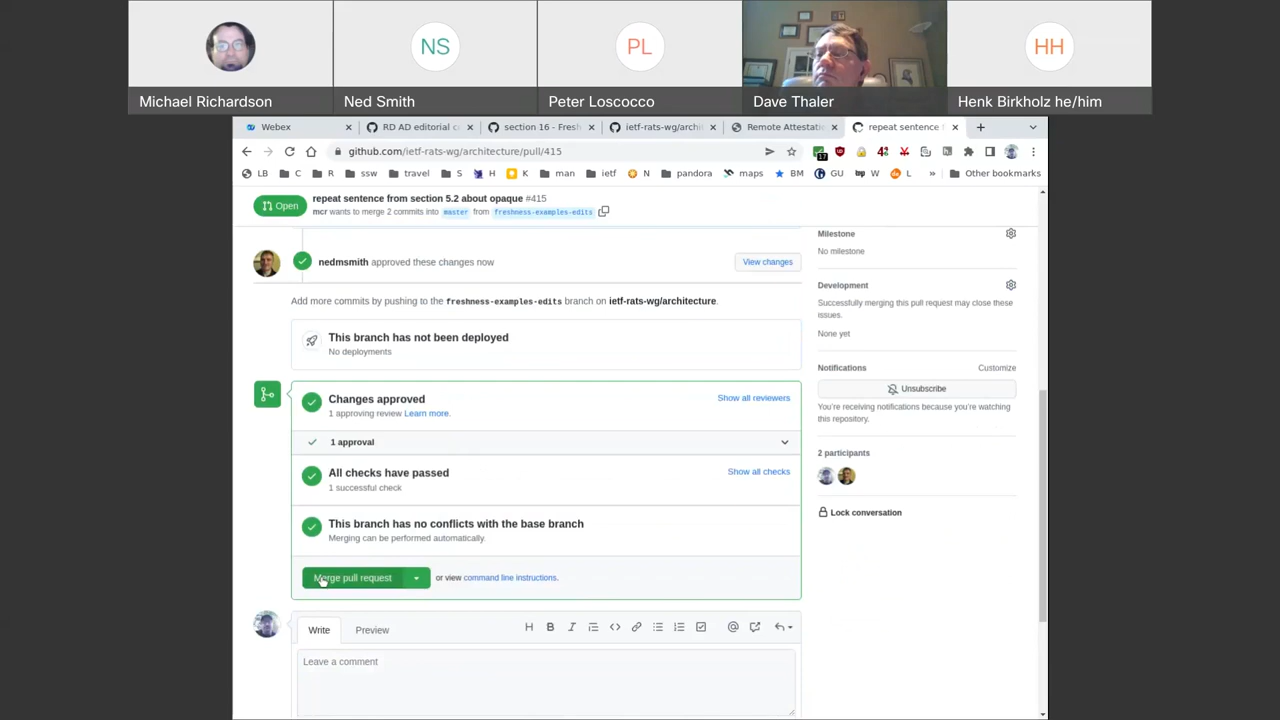 NS
PL
HH
Michael Richardson
Ned Smith
Peter Loscocco
Dave Thaler
Henk Birkholz he/him
Webex
RD AD editorial c
section 16 - Fresh
ietf-rats-wg/archi
Remote Attestatio
repeat sentence f
github.com/ietf-rats-wg/architecture/pull/415
17
LB
C
R
ssw
travel
S
H
K
man
ietf
N
pandora
maps
BM
GU
W
L
»
Other bookmarks
Open
repeat sentence from section 5.2 about opaque #415
mcr wants to merge 2 commits into master from freshness-examples-edits
nedmsmith approved these changes now
View changes
Add more commits by pushing to the freshness-examples-edits branch on ietf-rats-wg/architecture.
This branch has not been deployed
No deployments
Changes approved
1 approving review Learn more.
Show all reviewers
1 approval
All checks have passed
1 successful check
Show all checks
This branch has no conflicts with the base branch
Merging can be performed automatically.
Merge pull request
or view command line instructions.
Write
Preview
H B I
Leave a comment
Milestone
No milestone
Development
Successfully merging this pull request may close these
issues.
None yet
Notifications
Customize
Unsubscribe
You're receiving notifications because you're watching
this repository.
2 participants
Lock conversation